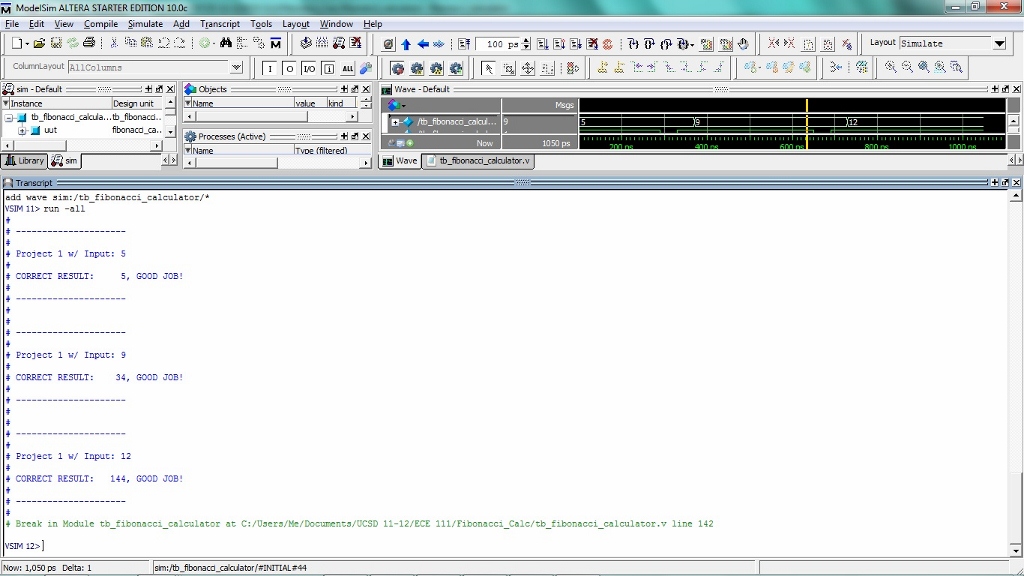 ModelSim ALTERA STARTER EDITION 10.0c
File Edit View Compile Simulate Add Transcript Tools Layout Window Help
100 ps
Layout Simulate
ColumnLayout AllColumns
I O I/O ALL
sim - Default
Instance Design unit
tb_fibonacci_calcula... tb_fibonacci...
uut fibonacci_ca...
Library sim
Objects
Name value kind
Processes (Active)
Name Type (filtered)
Wave - Default
Msgs
/tb_fibonacci_calcul... 9 5 9 12
Now 1050 ps 200 ps 400 ps 600 ps 800 ps 1000 ps
Wave tb_fibonacci_calculator.v
Transcript
add wave sim:/tb_fibonacci_calculator/*
VSIM 11> run -all
#
# ---------------------
#
# Project 1 w/ Input: 5
#
# CORRECT RESULT: 5, GOOD JOB!
#
# ---------------------
#
#
# ---------------------
#
# Project 1 w/ Input: 9
#
# CORRECT RESULT: 34, GOOD JOB!
#
# ---------------------
#
#
# ---------------------
#
# Project 1 w/ Input: 12
#
# CORRECT RESULT: 144, GOOD JOB!
#
# ---------------------
#
# Break in Module tb_fibonacci_calculator at C:/Users/Me/Documents/UCSD 11-12/ECE 111/Fibonacci_Calc/tb_fibonacci_calculator.v line 142
VSIM 12>
Now: 1,050 ps Delta: 1 sim:/tb_fibonacci_calculator/#INITIAL#44